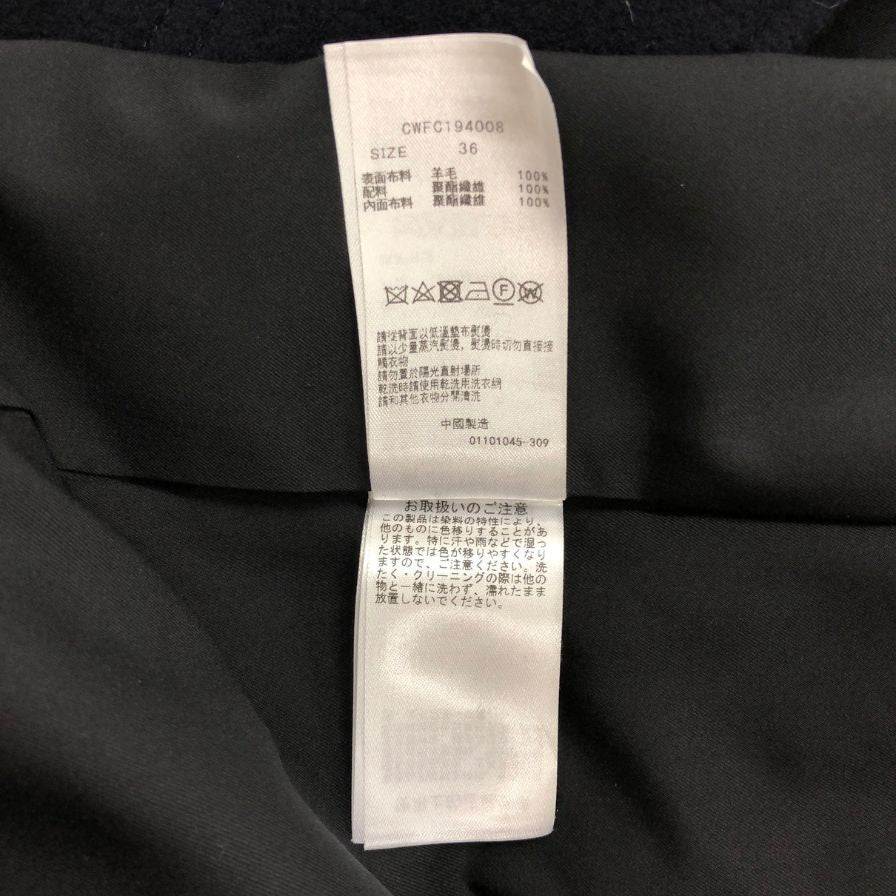 CWFC194008
SIZE 36
表面布料 羊毛 100%
配料 聚酯纖維 100%
內面布料 聚酯纖維 100%
F W
請從背面以低溫墊布熨燙
請以少量蒸汽熨燙，熨燙時切勿直接接
觸衣物
請勿置於陽光直射場所
乾洗時請使用乾洗用洗衣網
請和其他衣物分開清洗
中國製造
01101045-309
お取扱いのご注意
この製品は染料の特性により、
他のものに色移りすることがあ
ります。特に汗や雨などで湿っ
た状態では色が移りやすくなり
ますので、ご注意ください。洗
たく・クリーニングの際は他の
物と一緒に洗わず、濡れたまま
放置しないでください。